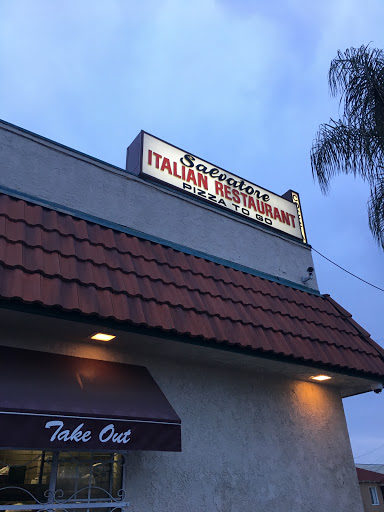 Salvatore
ITALIAN RESTAURANT
PIZZA TO GO
Take Out